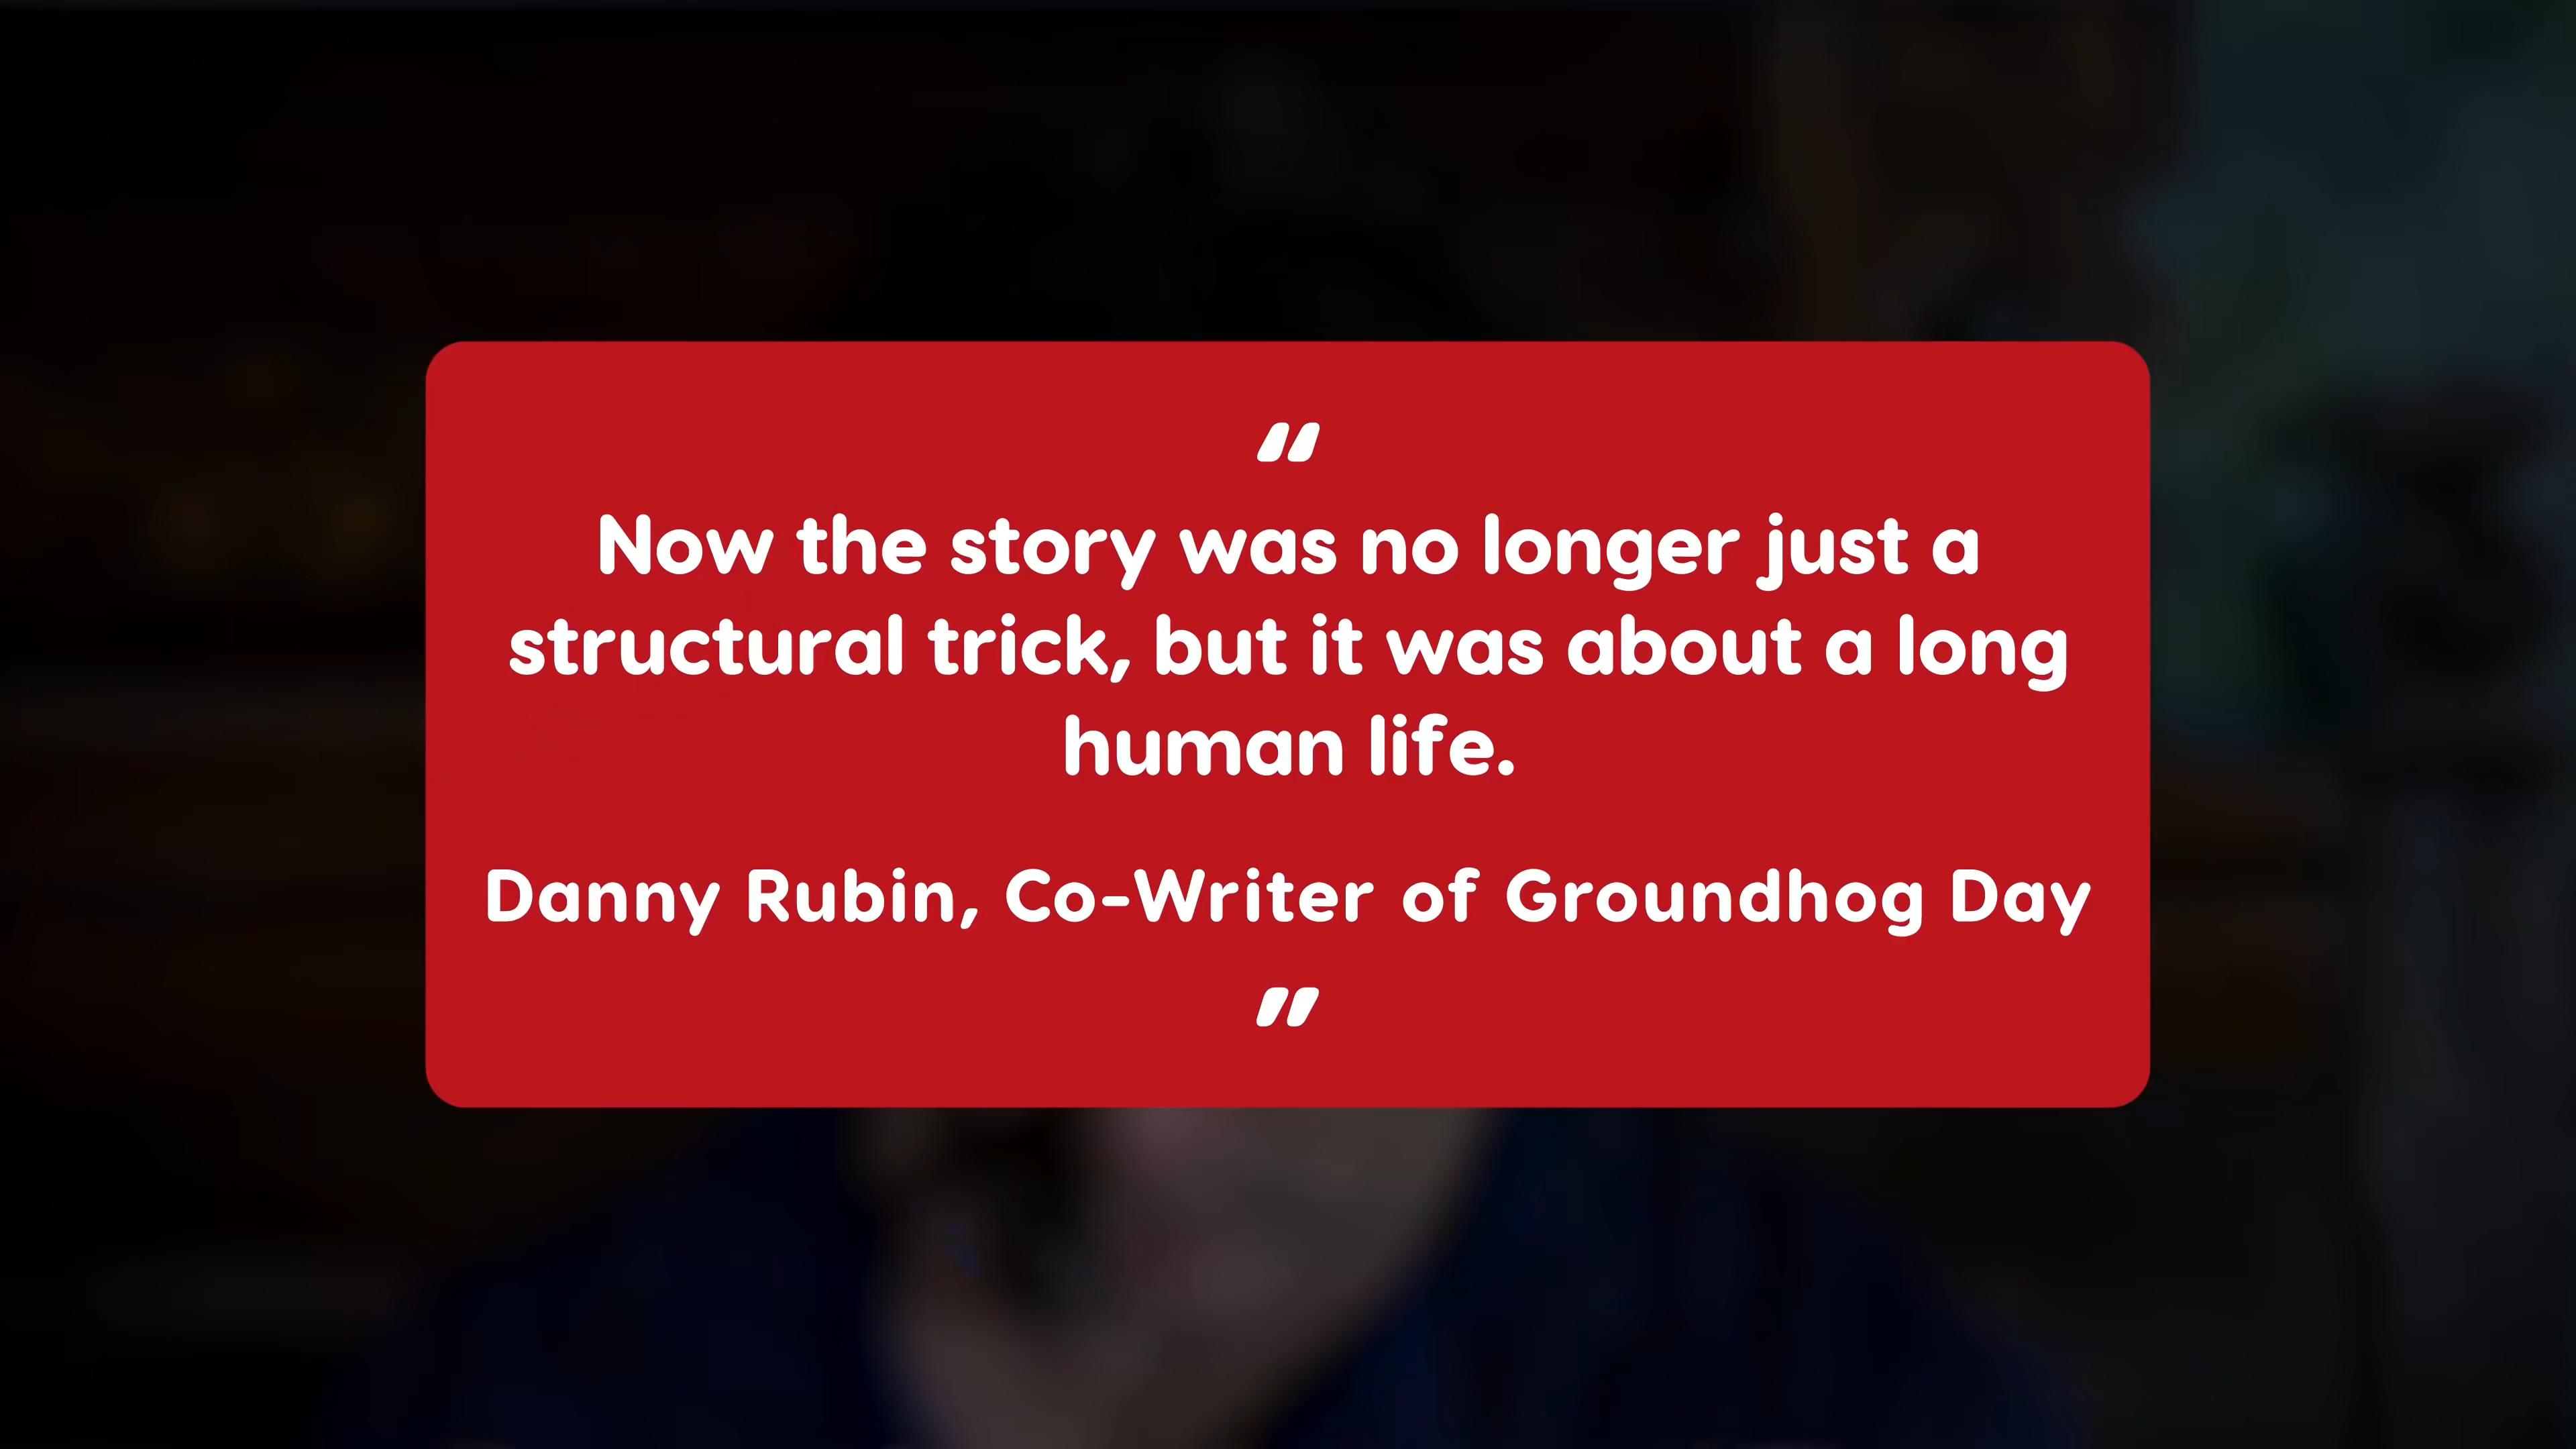 “
Now the story was no longer just a
structural trick, but it was about a long
human life.
Danny Rubin, Co-Writer of Groundhog Day
”